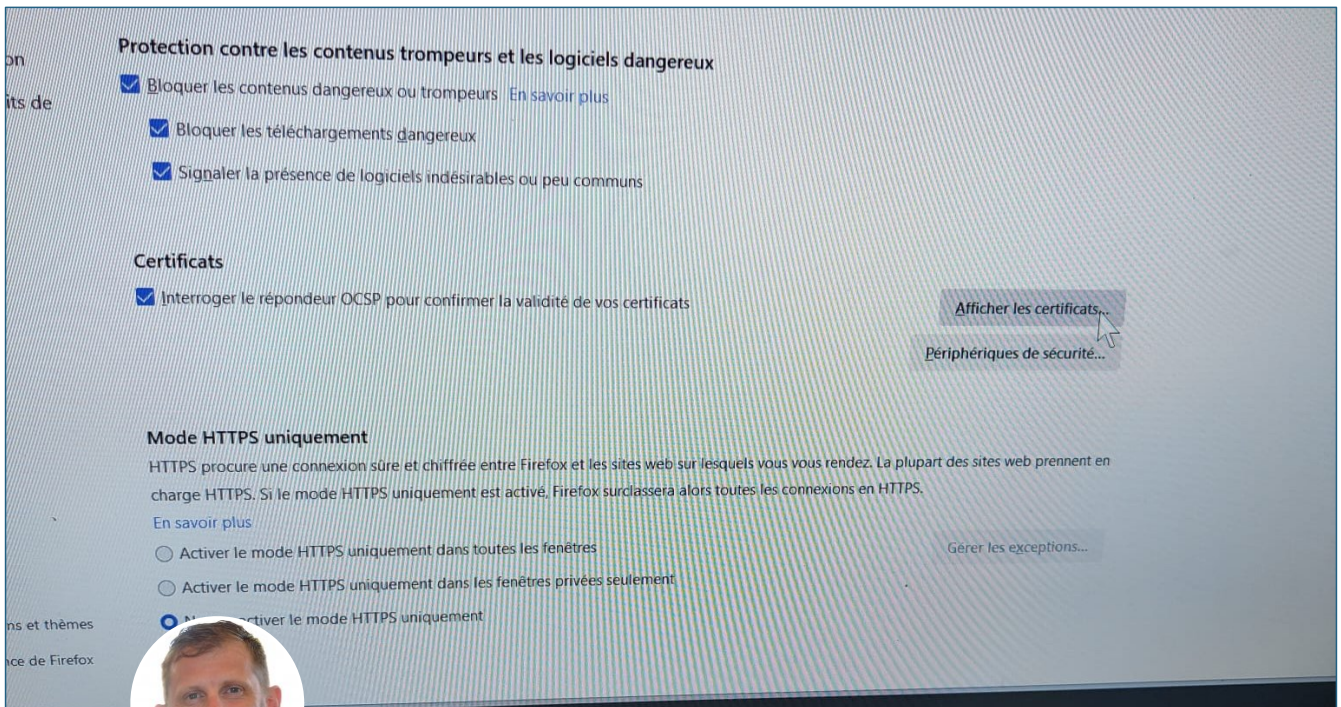 Protection contre les contenus trompeurs et les logiciels dangereux
on
Bloquer les contenus dangereux ou trompeurs En savoir plus
its de
Bloquer les téléchargements dangereux
Signaler la présence de logiciels indésirables ou peu communs
Certificats
Interroger le répondeur OCSP pour confirmer la validité de vos certificats
Afficher les certificats...
Périphériques de sécurité...
Mode HTTPS uniquement
HTTPS procure une connexion sûre et chiffrée entre Firefox et les sites web sur lesquels vous vous rendez. La plupart des sites web prennent en
charge HTTPS. Si le mode HTTPS uniquement est activé, Firefox surclassera alors toutes les connexions en HTTPS.
En savoir plus
Activer le mode HTTPS uniquement dans toutes les fenêtres
Gérer les exceptions...
Activer le mode HTTPS uniquement dans les fenêtres privées seulement
le mode HTTPS uniquement
ns et thèmes
nce de Firefox